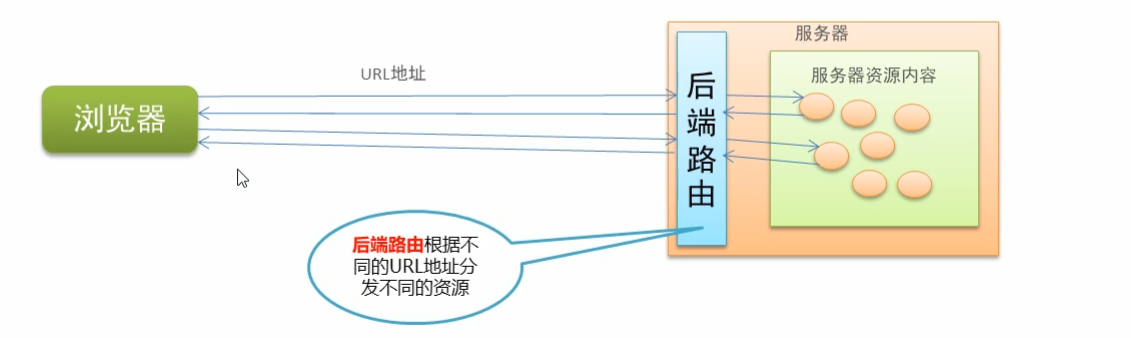 服务器
URL地址
服务器资源内容
浏览器
后
端
路
由
后端路由根据不
同的URL地址分
发不同的资源